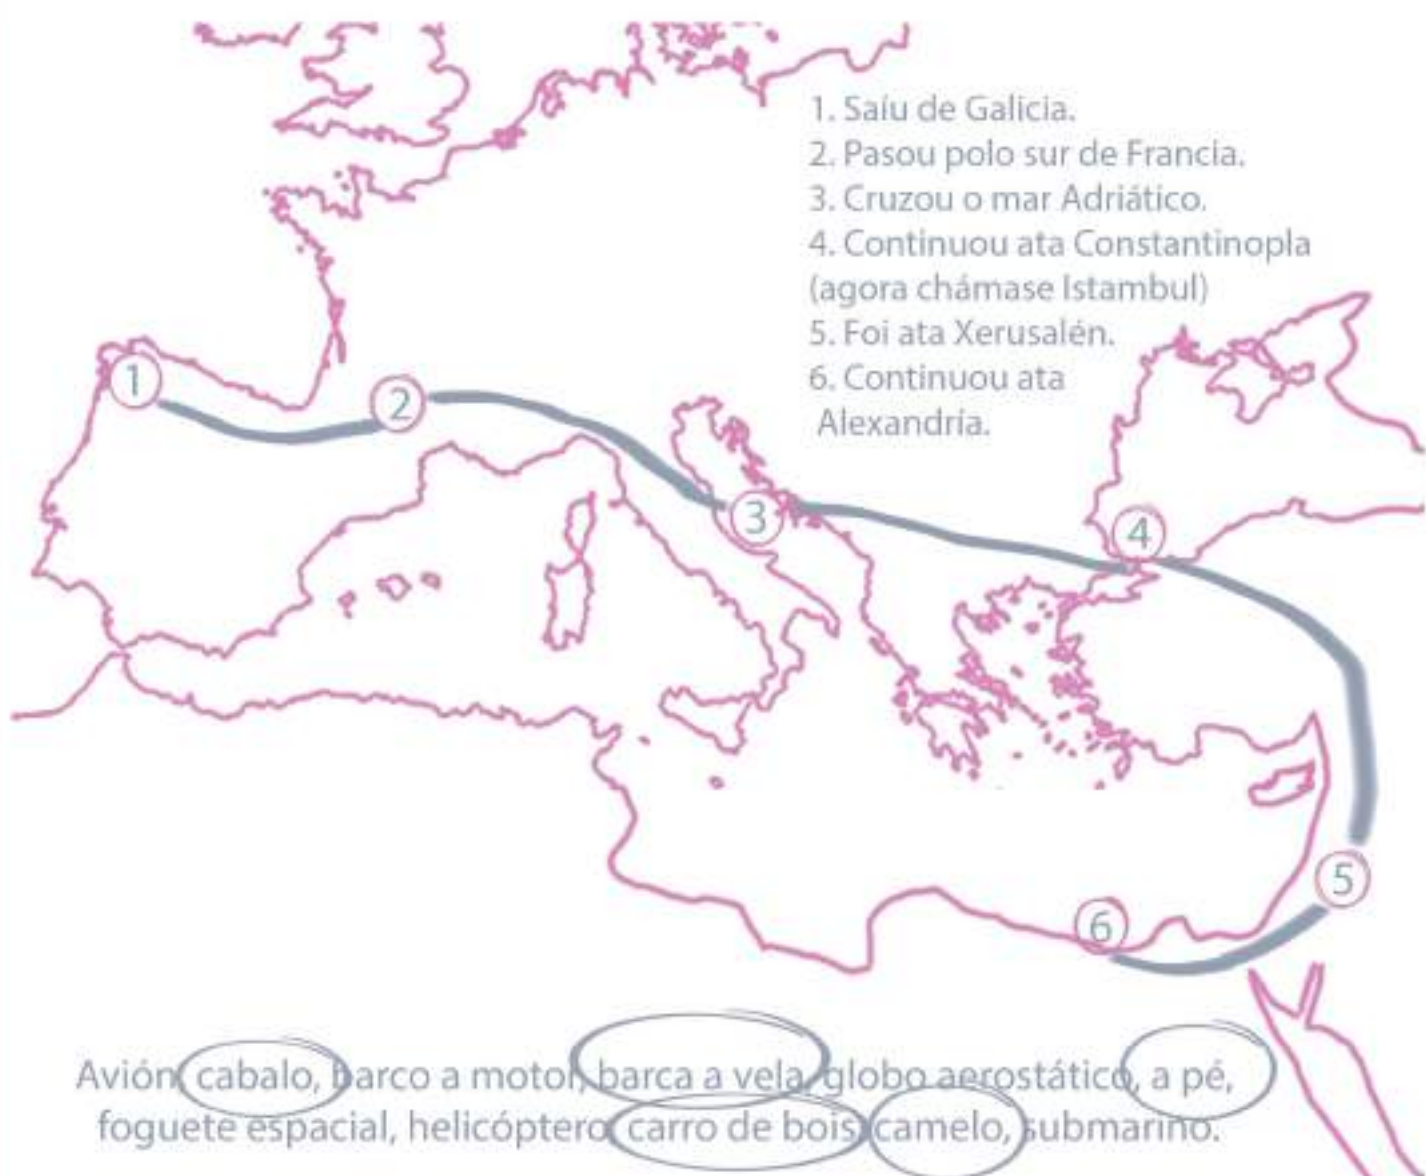 1. Saíu de Galicia.
2. Pasou polo sur de Francia.
3. Cruzou o mar Adriático.
4. Continuou ata Constantinopla
(agora chámase Istambul)
5. Foi ata Xerusalén.
6. Continuou ata
Alexandría.
1
2
3
4
5
6
Avión, cabalo, barco a motor, barca a vela, globo aerostático, a pé,
foguete espacial, helicóptero, carro de bois, camelo, submarino.